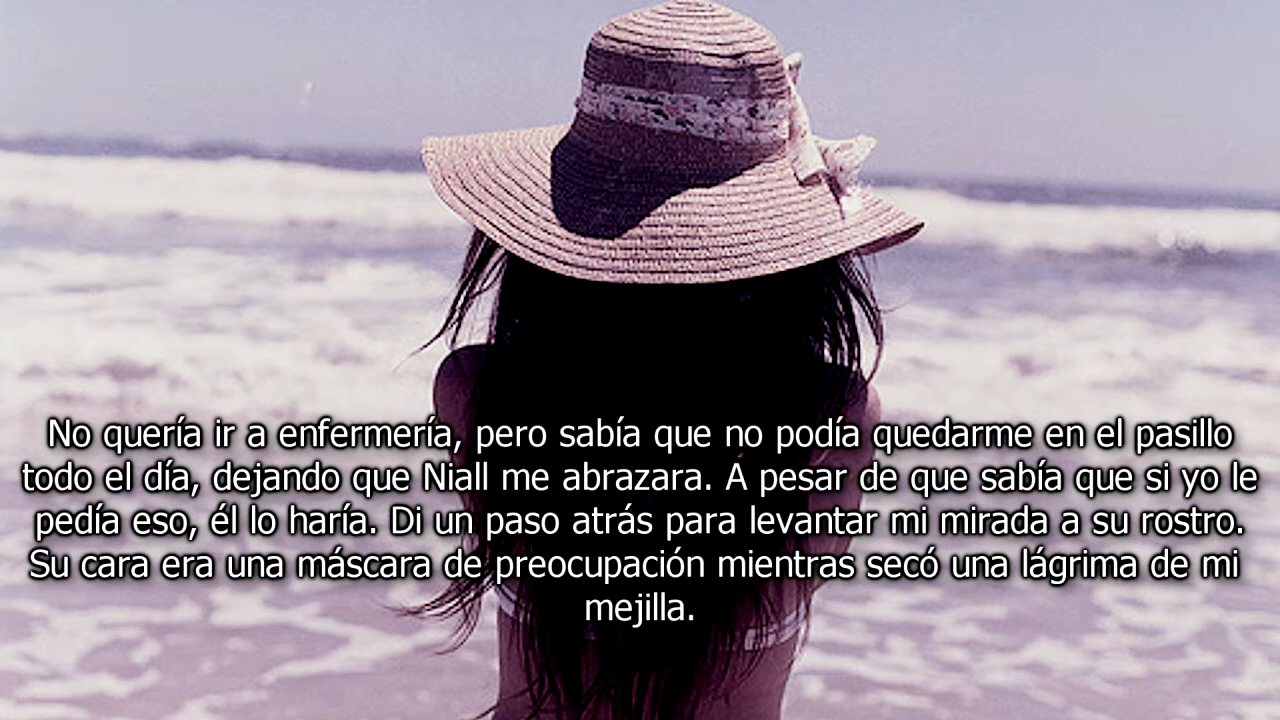 No quería ir a enfermería, pero sabía que no podía quedarme en el pasillo
todo el día, dejando que Niall me abrazara. A pesar de que sabía que si yo le
pedía eso, él lo haría. Di un paso atrás para levantar mi mirada a su rostro.
Su cara era una máscara de preocupación mientras secó una lágrima de mi
mejilla.